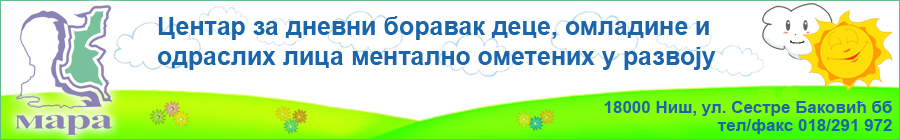 Центар за дневни боравак деце, омладине и
одраслих лица ментално ометених у развоју
мара
18000 Ниш, ул. Сестре Баковић бб
тел/факс 018/291 972